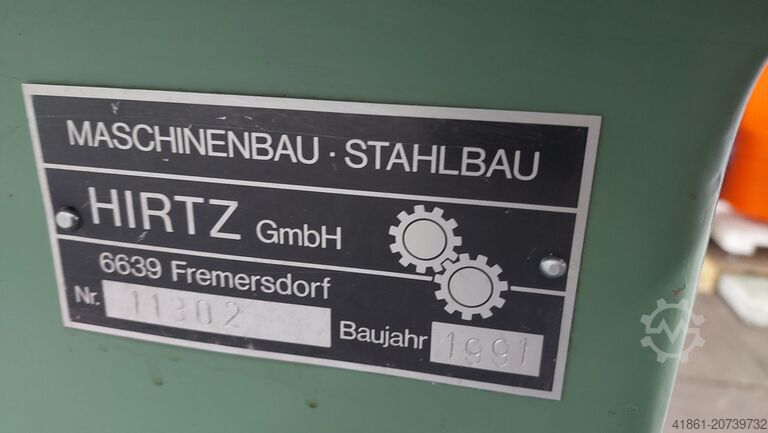 MASCHINENBAU · STAHLBAU
HIRTZ GmbH
6639 Fremersdorf
Nr. 11302 Baujahr 1991
41861-20739732